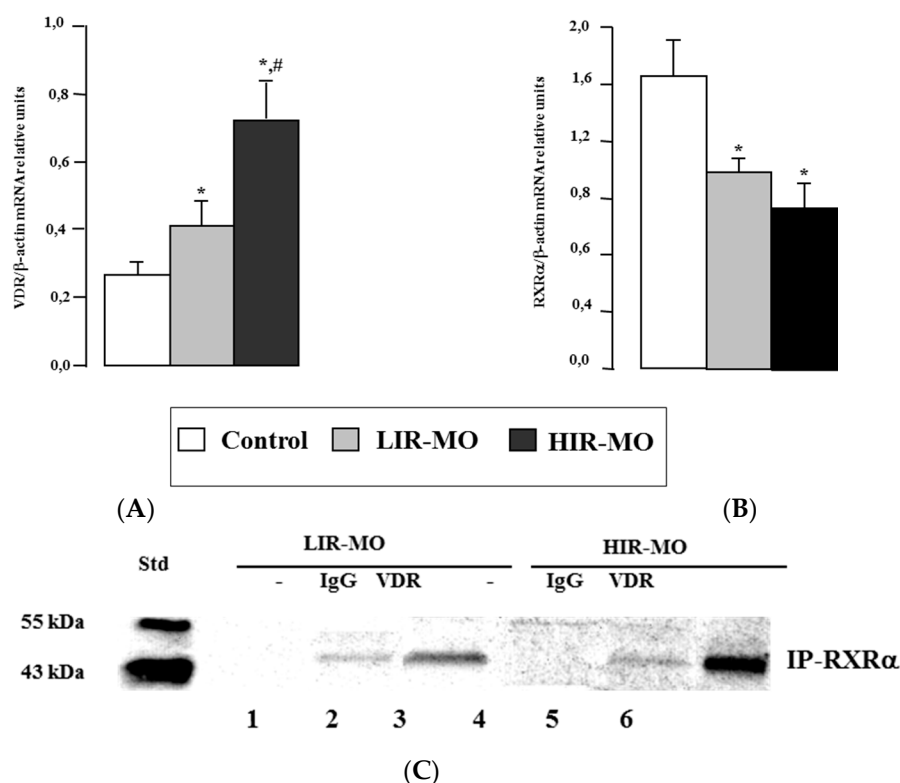 1,0
0,8
0,6
0,4
0,2
0,0
VDR/β-actin mRNA relative units
*
*,#
2,0
1,6
1,2
0,8
0,6
0,4
0,0
RXRα/β-actin mRNA relative units
*
*
Control LIR-MO HIR-MO
(A) (B)
Std LIR-MO HIR-MO
- IgG VDR - IgG VDR
55 kDa
43 kDa
IP-RXRα
1 2 3 4 5 6
(C)